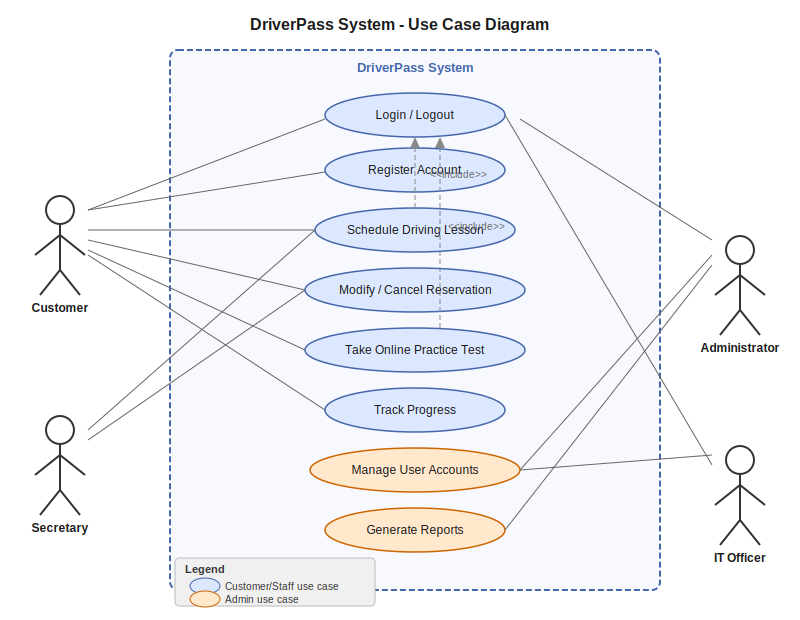 DriverPass System - Use Case Diagram
DriverPass System
Login / Logout
Register Account
<<include>>
Schedule Driving Lesson
<<include>>
Modify / Cancel Reservation
Customer
Take Online Practice Test
Administrator
Track Progress
Manage User Accounts
Secretary
Generate Reports
IT Officer
Legend
Customer/Staff use case
Admin use case